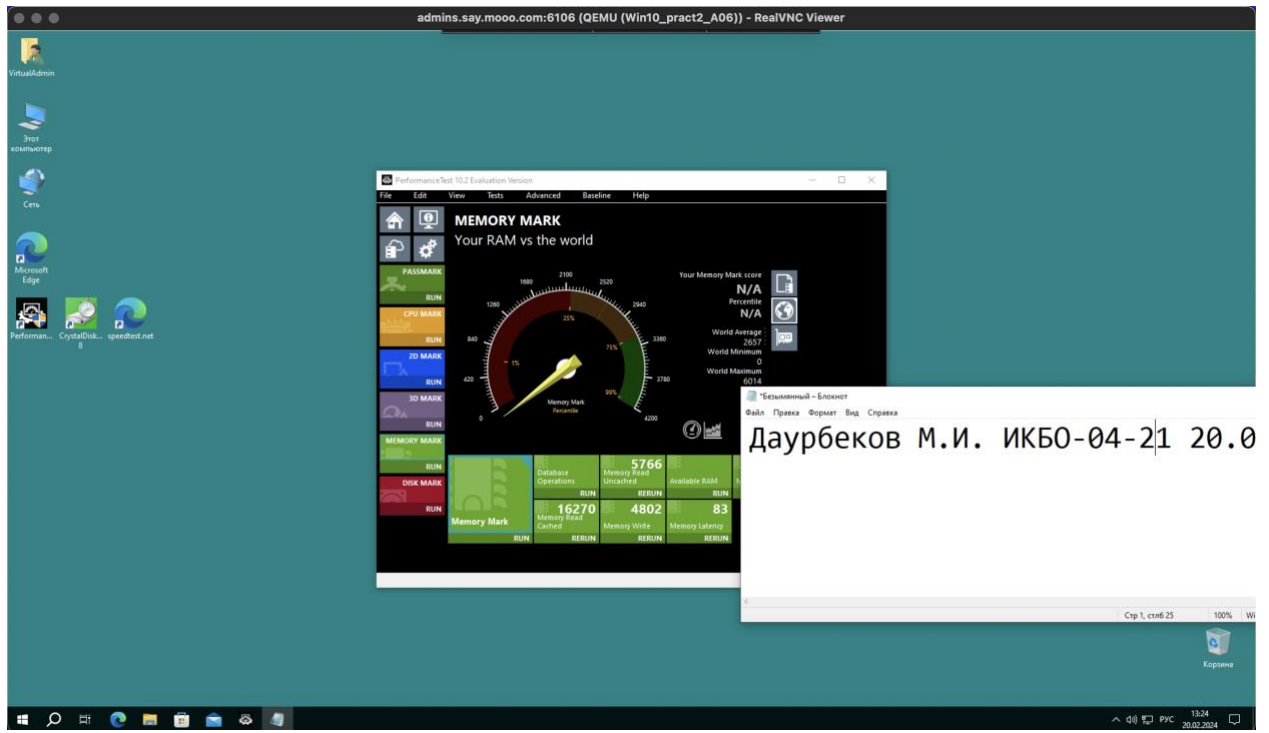 admins.say.mooo.com:6106 (QEMU (Win10_pract2_A06)) - RealVNC Viewer
VirtualAdmin
Этот
компьютер
Сеть
Microsoft
Edge
Performan...
CrystalDisk...
8
speedtest.net
PerformanceTest 10.2 Evaluation Version
File Edit View Tests Advanced Baseline Help
MEMORY MARK
Your RAM vs the world
PASSMARK
RUN
CPU MARK
RUN
2D MARK
RUN
3D MARK
RUN
MEMORY MARK
RUN
DISK MARK
RUN
0
420
840
1260
1680
2100
2520
2940
3360
3780
4200
1%
25%
75%
99%
Memory Mark
Percentile
Your Memory Mark score
N/A
Percentile
N/A
World Average
2657
World Minimum
0
World Maximum
6014
Memory Mark
RUN
Database
Operations
RUN
5766
Memory Read
Uncached
RERUN
Available RAM
RUN
16270
Memory Read
Cached
RERUN
4802
Memory Write
RERUN
83
Memory Latency
RERUN
*Безымянный – Блокнот
Файл Правка Формат Вид Справка
Даурбеков М.И. ИКБО-04-21 20.0
Стр 1, стлб 25 100% Wi
Корзина
РУС
13:24
20.02.2024